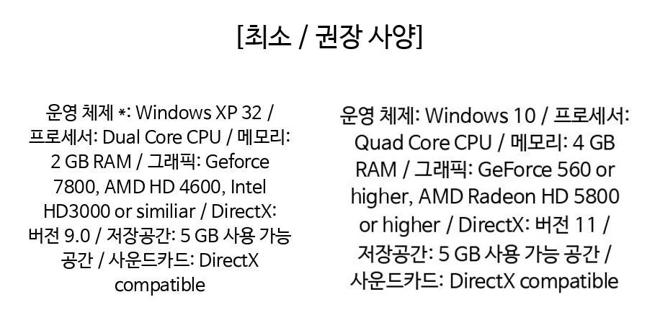 [최소 / 권장 사양]
운영 체제 *: Windows XP 32 /
프로세서: Dual Core CPU / 메모리:
2 GB RAM / 그래픽: Geforce
7800, AMD HD 4600, Intel
HD3000 or similiar / DirectX:
버전 9.0 / 저장공간: 5 GB 사용 가능
공간 / 사운드카드: DirectX
compatible
운영 체제: Windows 10 / 프로세서:
Quad Core CPU / 메모리: 4 GB
RAM / 그래픽: GeForce 560 or
higher, AMD Radeon HD 5800
or higher / DirectX: 버전 11 /
저장공간: 5 GB 사용 가능 공간 /
사운드카드: DirectX compatible